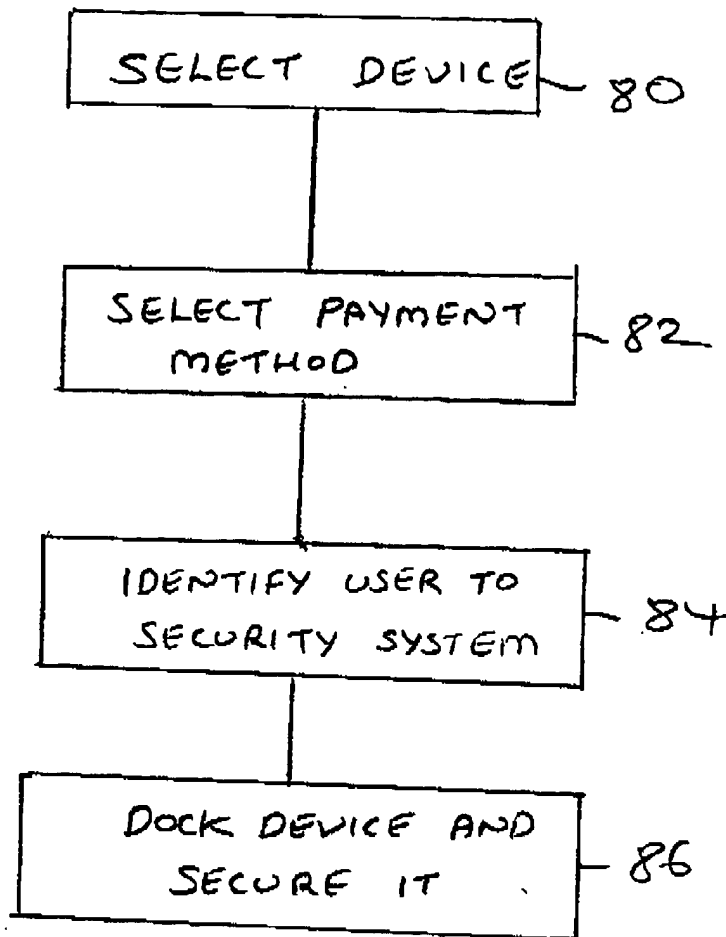 SELECT DEVICE
80
SELECT PAYMENT
METHOD
82
IDENTIFY USER TO
SECURITY SYSTEM
84
DOCK DEVICE AND
SECURE IT
86